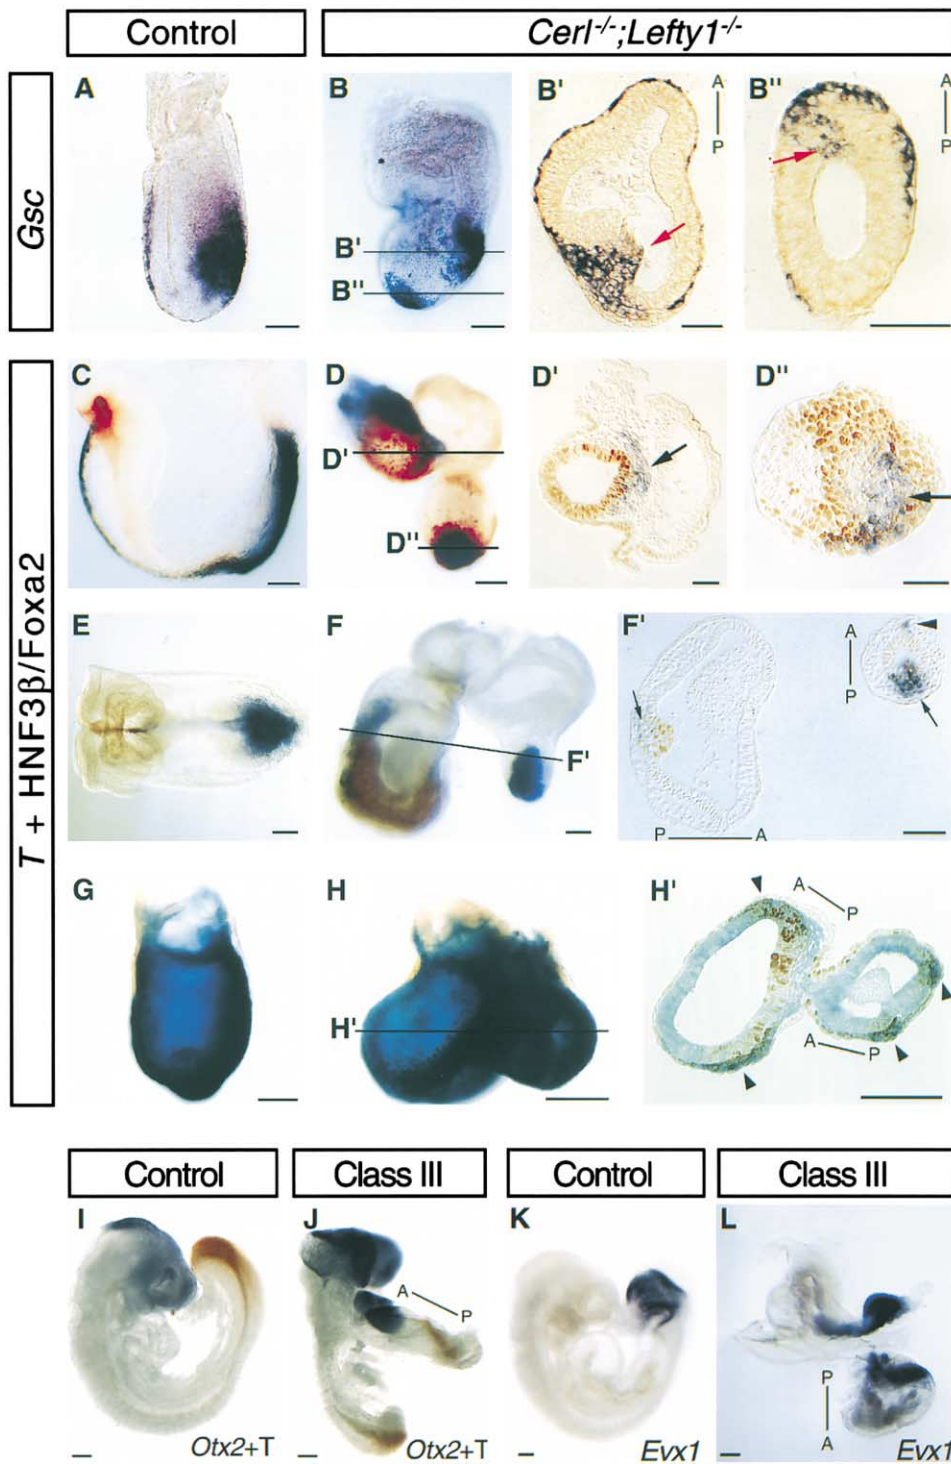 Control
Cerl-/-;Lefty1-/-
Gsc
A
B
B'
B''
B'
A
P
B''
A
P
T + HNF3β/Foxa2
C
D
D'
D''
D'
D''
E
F
F'
F'
A
P
P A
G
H
H'
H'
A
P
A P
Control
Class III
Control
Class III
I
Otx2+T
J
A
P
Otx2+T
K
Evx1
L
P
A
Evx1